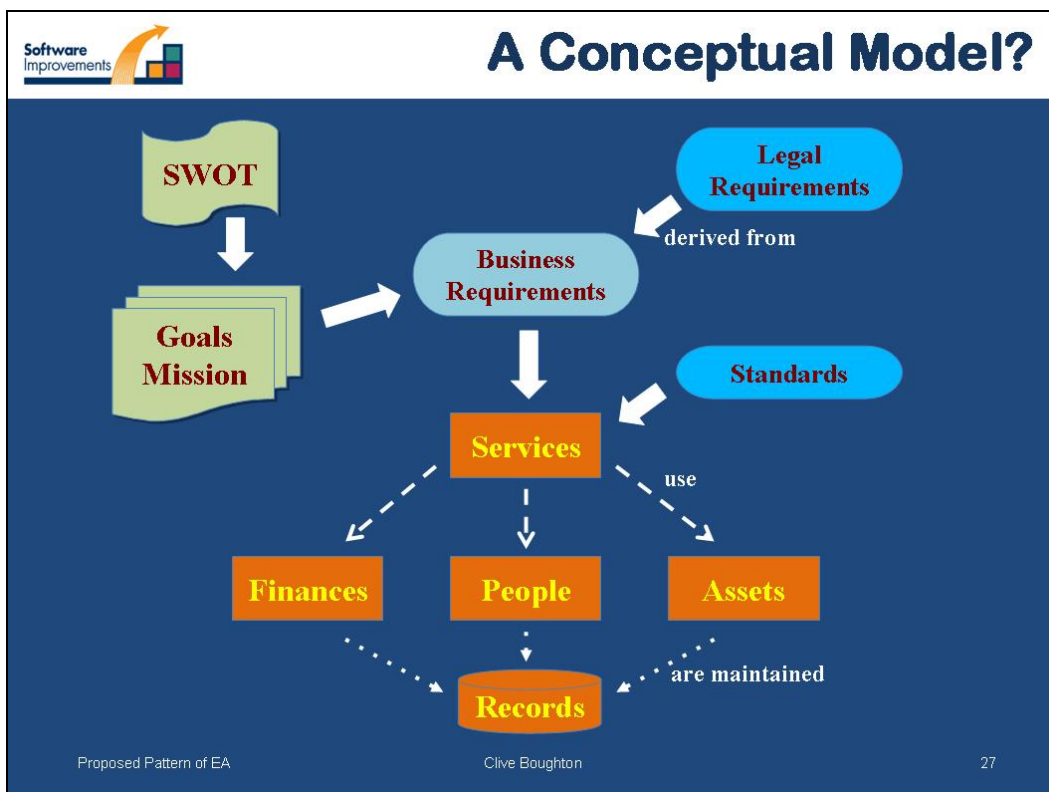 Software
Improvements
A Conceptual Model?
SWOT
Legal
Requirements
derived from
Business
Requirements
Goals
Mission
Standards
Services
use
Finances
People
Assets
are maintained
Records
Proposed Pattern of EA
Clive Boughton
27